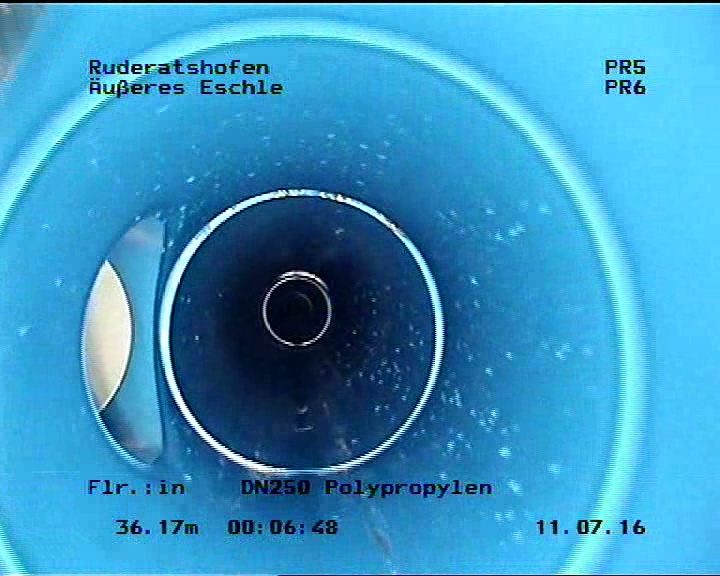 Ruderatshofen PR5
Äußeres Eschle PR6
Flr.:in DN250 Polypropylen
36.17m 00:06:48 11.07.16